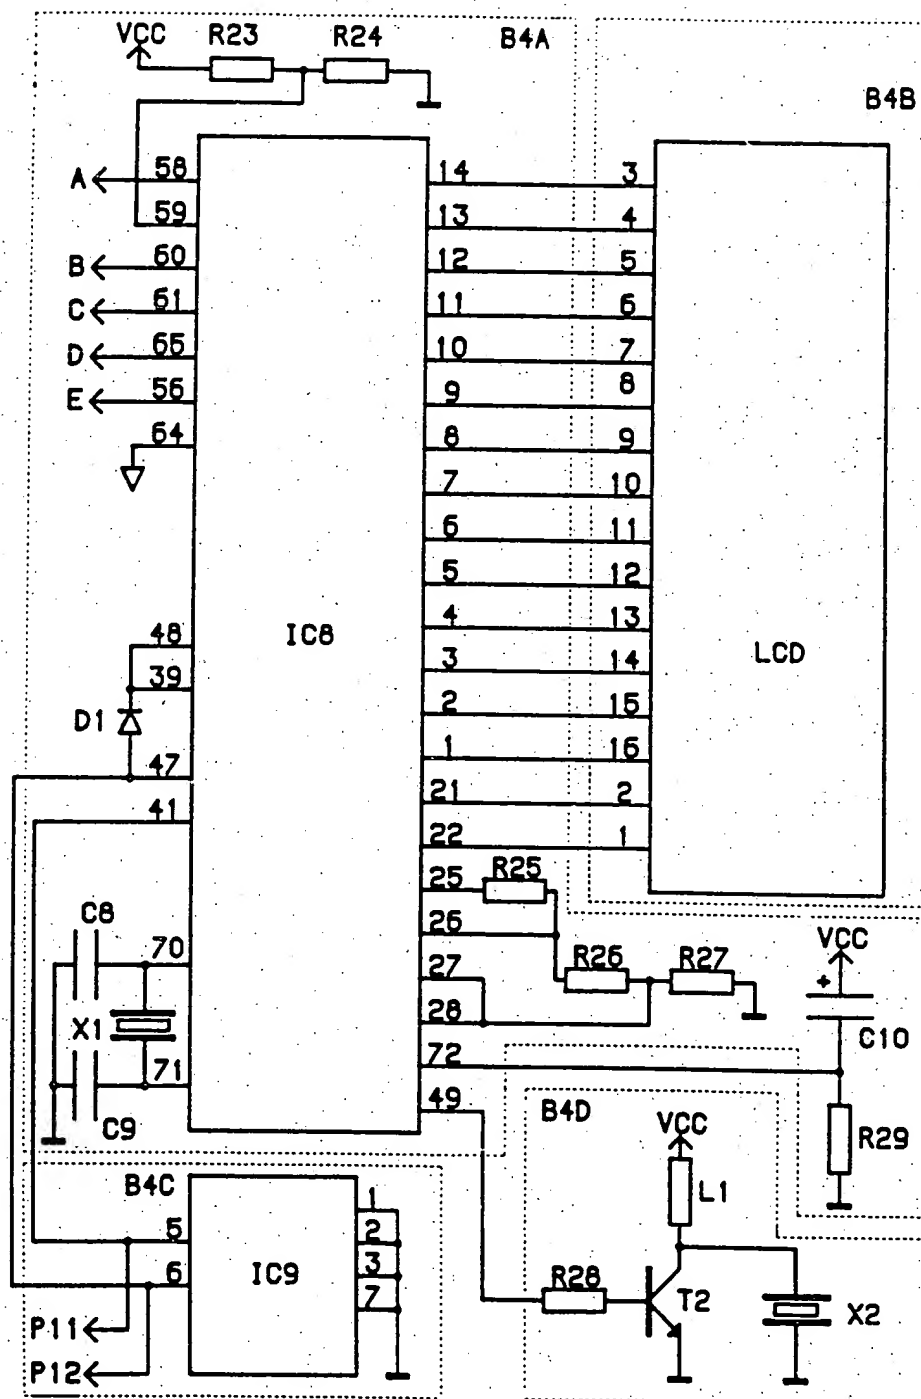 VCC R23 R24 B4A
B4B
A 58 14 3
59 13 4
B 60 12 5
C 61 11 6
D 65 10 7
E 56 9 8
64 8 9
7 10
6 11
5 12
48 IC8 4 13
39 3 14 LCD
D1 2 15
47 1 16
41 21 2
22 1
25 R25
C8
70 26 VCC
27 R26 R27 +
X1 28 C10
71 72
C9 49 B4D
VCC R29
B4C L1
1
5 2
6 IC9 3
7 R28 T2 X2
P11
P12